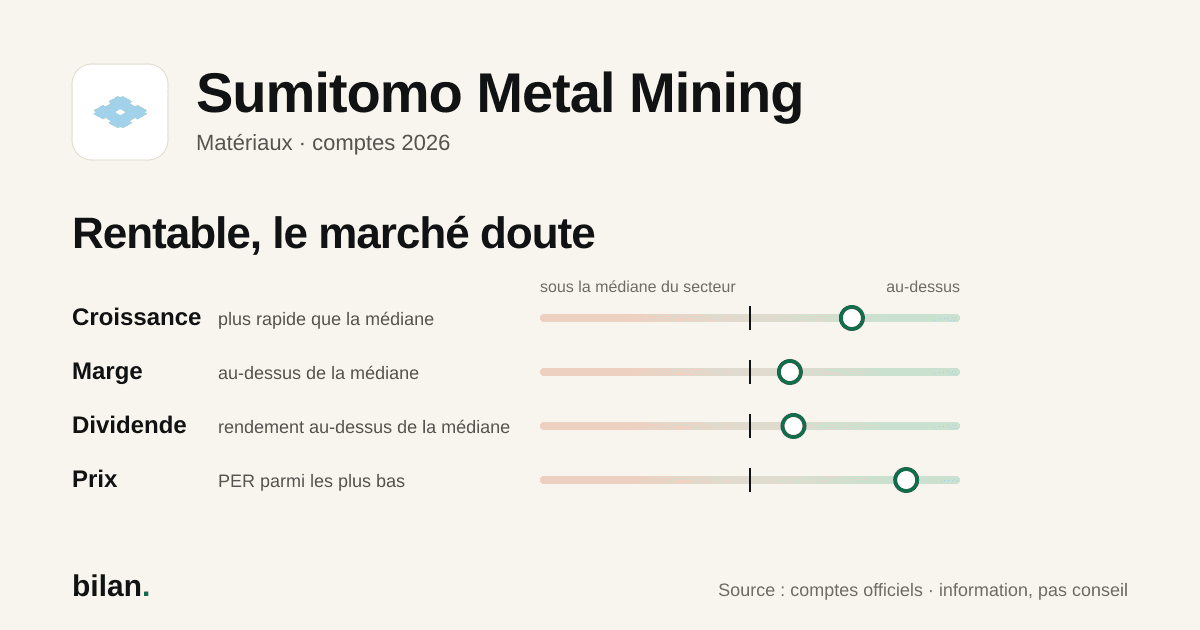 Sumitomo Metal Mining
Matériaux · comptes 2026
Rentable, le marché doute
sous la médiane du secteur au-dessus
Croissance plus rapide que la médiane
Marge au-dessus de la médiane
Dividende rendement au-dessus de la médiane
Prix PER parmi les plus bas
bilan.
Source : comptes officiels · information, pas conseil